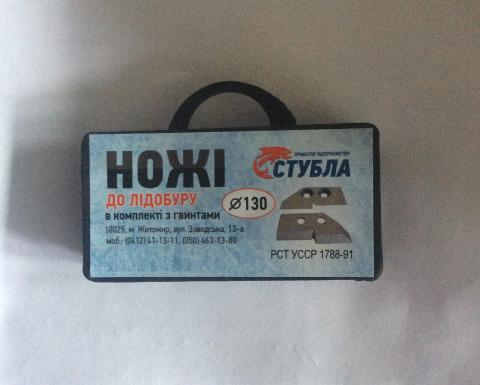 НОЖІ
ДО ЛІДОБУРУ
в комплекті з гвинтами
10025, м. Житомир, вул. Заводська, 13-а
моб.: (0412) 41-13-11, (050) 463-13-80
ПРИВАТНЕ ПІДПРИЄМСТВО
СТУБЛА
⌀130
РСТ УССР 1788-91